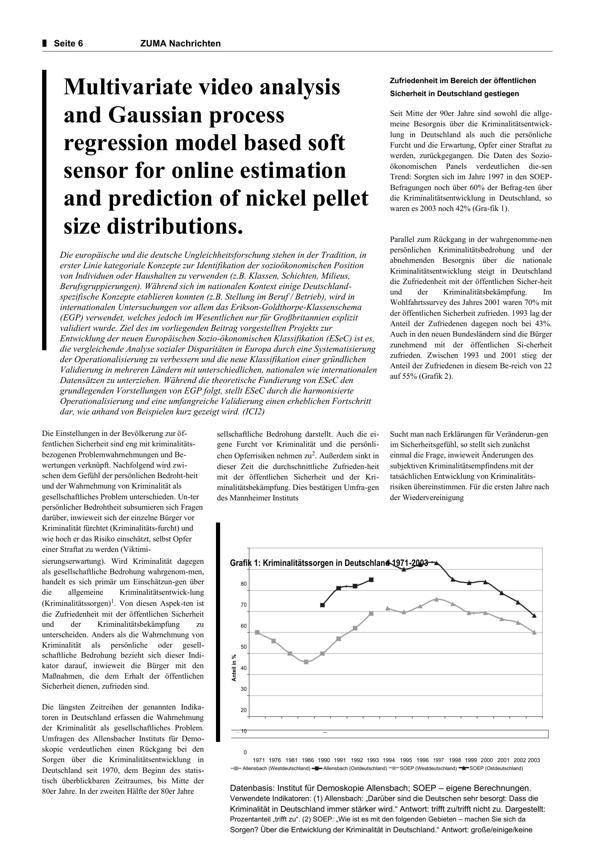 Seite 6 ZUMA Nachrichten
Multivariate video analysis
and Gaussian process
regression model based soft
sensor for online estimation
and prediction of nickel pellet
size distributions.
Die europäische und die deutsche Ungleichheitsforschung stehen in der Tradition, in
erster Linie kategoriale Konzepte zur Identifikation der sozioökonomischen Position
von Individuen oder Haushalten zu verwenden (z.B. Klassen, Schichten, Milieus,
Berufsgruppierungen). Während sich im nationalen Kontext einige Deutschland-
spezifische Konzepte etablieren konnten (z.B. Stellung im Beruf / Betrieb), wird in
internationalen Untersuchungen vor allem das Erikson-Goldthorpe-Klassenschema
(EGP) verwendet, welches jedoch im Wesentlichen nur für Großbritannien explizit
validiert wurde. Ziel des im vorliegenden Beitrag vorgestellten Projekts zur
Entwicklung der neuen Europäischen Sozio-ökonomischen Klassifikation (ESeC) ist es,
die vergleichende Analyse sozialer Disparitäten in Europa durch eine Systematisierung
der Operationalisierung zu verbessern und die neue Klassifikation einer gründlichen
Validierung in mehreren Ländern mit unterschiedlichen, nationalen wie internationalen
Datensätzen zu unterziehen. Während die theoretische Fundierung von ESeC den
grundlegenden Vorstellungen von EGP folgt, stellt ESeC durch die harmonisierte
Operationalisierung und eine umfangreiche Validierung einen erheblichen Fortschritt
dar, wie anhand von Beispielen kurz gezeigt wird. (ICI2)
Zufriedenheit im Bereich der öffentlichen
Sicherheit in Deutschland gestiegen
Seit Mitte der 90er Jahre sind sowohl die allge-
meine Besorgnis über die Kriminalitätsentwick-
lung in Deutschland als auch die persönliche
Furcht und die Erwartung, Opfer einer Straftat zu
werden, zurückgegangen. Die Daten des Sozio-
ökonomischen Panels verdeutlichen die-sen
Trend: Sorgten sich im Jahre 1997 in den SOEP-
Befragungen noch über 60% der Befrag-ten über
die Kriminalitätsentwicklung in Deutschland, so
waren es 2003 noch 42% (Gra-fik 1).
Parallel zum Rückgang in der wahrgenomme-nen
persönlichen Kriminalitätsbedrohung und der
abnehmenden Besorgnis über die nationale
Kriminalitätsentwicklung steigt in Deutschland
die Zufriedenheit mit der öffentlichen Sicher-heit
und der Kriminalitätsbekämpfung. Im
Wohlfahrtssurvey des Jahres 2001 waren 70% mit
der öffentlichen Sicherheit zufrieden. 1993 lag der
Anteil der Zufriedenen dagegen noch bei 43%.
Auch in den neuen Bundesländern sind die Bürger
zunehmend mit der öffentlichen Si-cherheit
zufrieden. Zwischen 1993 und 2001 stieg der
Anteil der Zufriedenen in diesem Be-reich von 22
auf 55% (Grafik 2).
Die Einstellungen in der Bevölkerung zur öf-
fentlichen Sicherheit sind eng mit kriminalitäts-
bezogenen Problemwahrnehmungen und Be-
wertungen verknüpft. Nachfolgend wird zwi-
schen dem Gefühl der persönlichen Bedroht-heit
und der Wahrnehmung von Kriminalität als
gesellschaftliches Problem unterschieden. Un-ter
persönlicher Bedrohtheit subsumieren sich Fragen
darüber, inwieweit sich der einzelne Bürger vor
Kriminalität fürchtet (Kriminalitäts-furcht) und
wie hoch er das Risiko einschätzt, selbst Opfer
einer Straftat zu werden (Viktimi-
sierungserwartung). Wird Kriminalität dagegen
als gesellschaftliche Bedrohung wahrgenom-men,
handelt es sich primär um Einschätzun-gen über
die allgemeine Kriminalitätsentwick-lung
(Kriminalitätssorgen)1. Von diesen Aspek-ten ist
die Zufriedenheit mit der öffentlichen Sicherheit
und der Kriminalitätsbekämpfung zu
unterscheiden. Anders als die Wahrnehmung von
Kriminalität als persönliche oder gesell-
schaftliche Bedrohung bezieht sich dieser Indi-
kator darauf, inwieweit die Bürger mit den
Maßnahmen, die dem Erhalt der öffentlichen
Sicherheit dienen, zufrieden sind.
Die längsten Zeitreihen der genannten Indika-
toren in Deutschland erfassen die Wahrnehmung
der Kriminalität als gesellschaftliches Problem.
Umfragen des Allensbacher Instituts für Demo-
skopie verdeutlichen einen Rückgang bei den
Sorgen über die Kriminalitätsentwicklung in
Deutschland seit 1970, dem Beginn des statis-
tisch überblickbaren Zeitraumes, bis Mitte der
80er Jahre. In der zweiten Hälfte der 80er Jahre
sellschaftliche Bedrohung darstellt. Auch die ei-
gene Furcht vor Kriminalität und die persönli-
chen Opferrisiken nehmen zu2. Außerdem sinkt in
dieser Zeit die durchschnittliche Zufrieden-heit
mit der öffentlichen Sicherheit und der Kri-
minalitätsbekämpfung. Dies bestätigen Umfra-gen
des Mannheimer Instituts
Sucht man nach Erklärungen für Veränderun-gen
im Sicherheitsgefühl, so stellt sich zunächst
einmal die Frage, inwieweit Änderungen des
subjektiven Kriminalitätsempfindens mit der
tatsächlichen Entwicklung von Kriminalitäts-
risiken übereinstimmen. Für die ersten Jahre nach
der Wiedervereinigung
Grafik 1: Kriminalitätssorgen in Deutschland 1971-2003
80
70
60
50
40
30
20
10
0
Anteil in %
1971 1976 1982 1986 1990 1991 1992 1993 1994 1995 1996 1997 1998 1999 2000 2001 2002 2003
Allensbach (Westdeutschland) Allensbach (Ostdeutschland) SOEP (Westdeutschland) SOEP (Ostdeutschland)
Datenbasis: Institut für Demoskopie Allensbach; SOEP – eigene Berechnungen.
Verwendete Indikatoren: (1) Allensbach: „Darüber sind die Deutschen sehr besorgt: Dass die
Kriminalität in Deutschland immer stärker wird.“ Antwort: trifft zu/trifft nicht zu. Dargestellt:
Prozentanteil „trifft zu“. (2) SOEP: „Wie ist es mit den folgenden Gebieten – machen Sie sich da
Sorgen? Über die Entwicklung der Kriminalität in Deutschland.“ Antwort: große/einige/keine